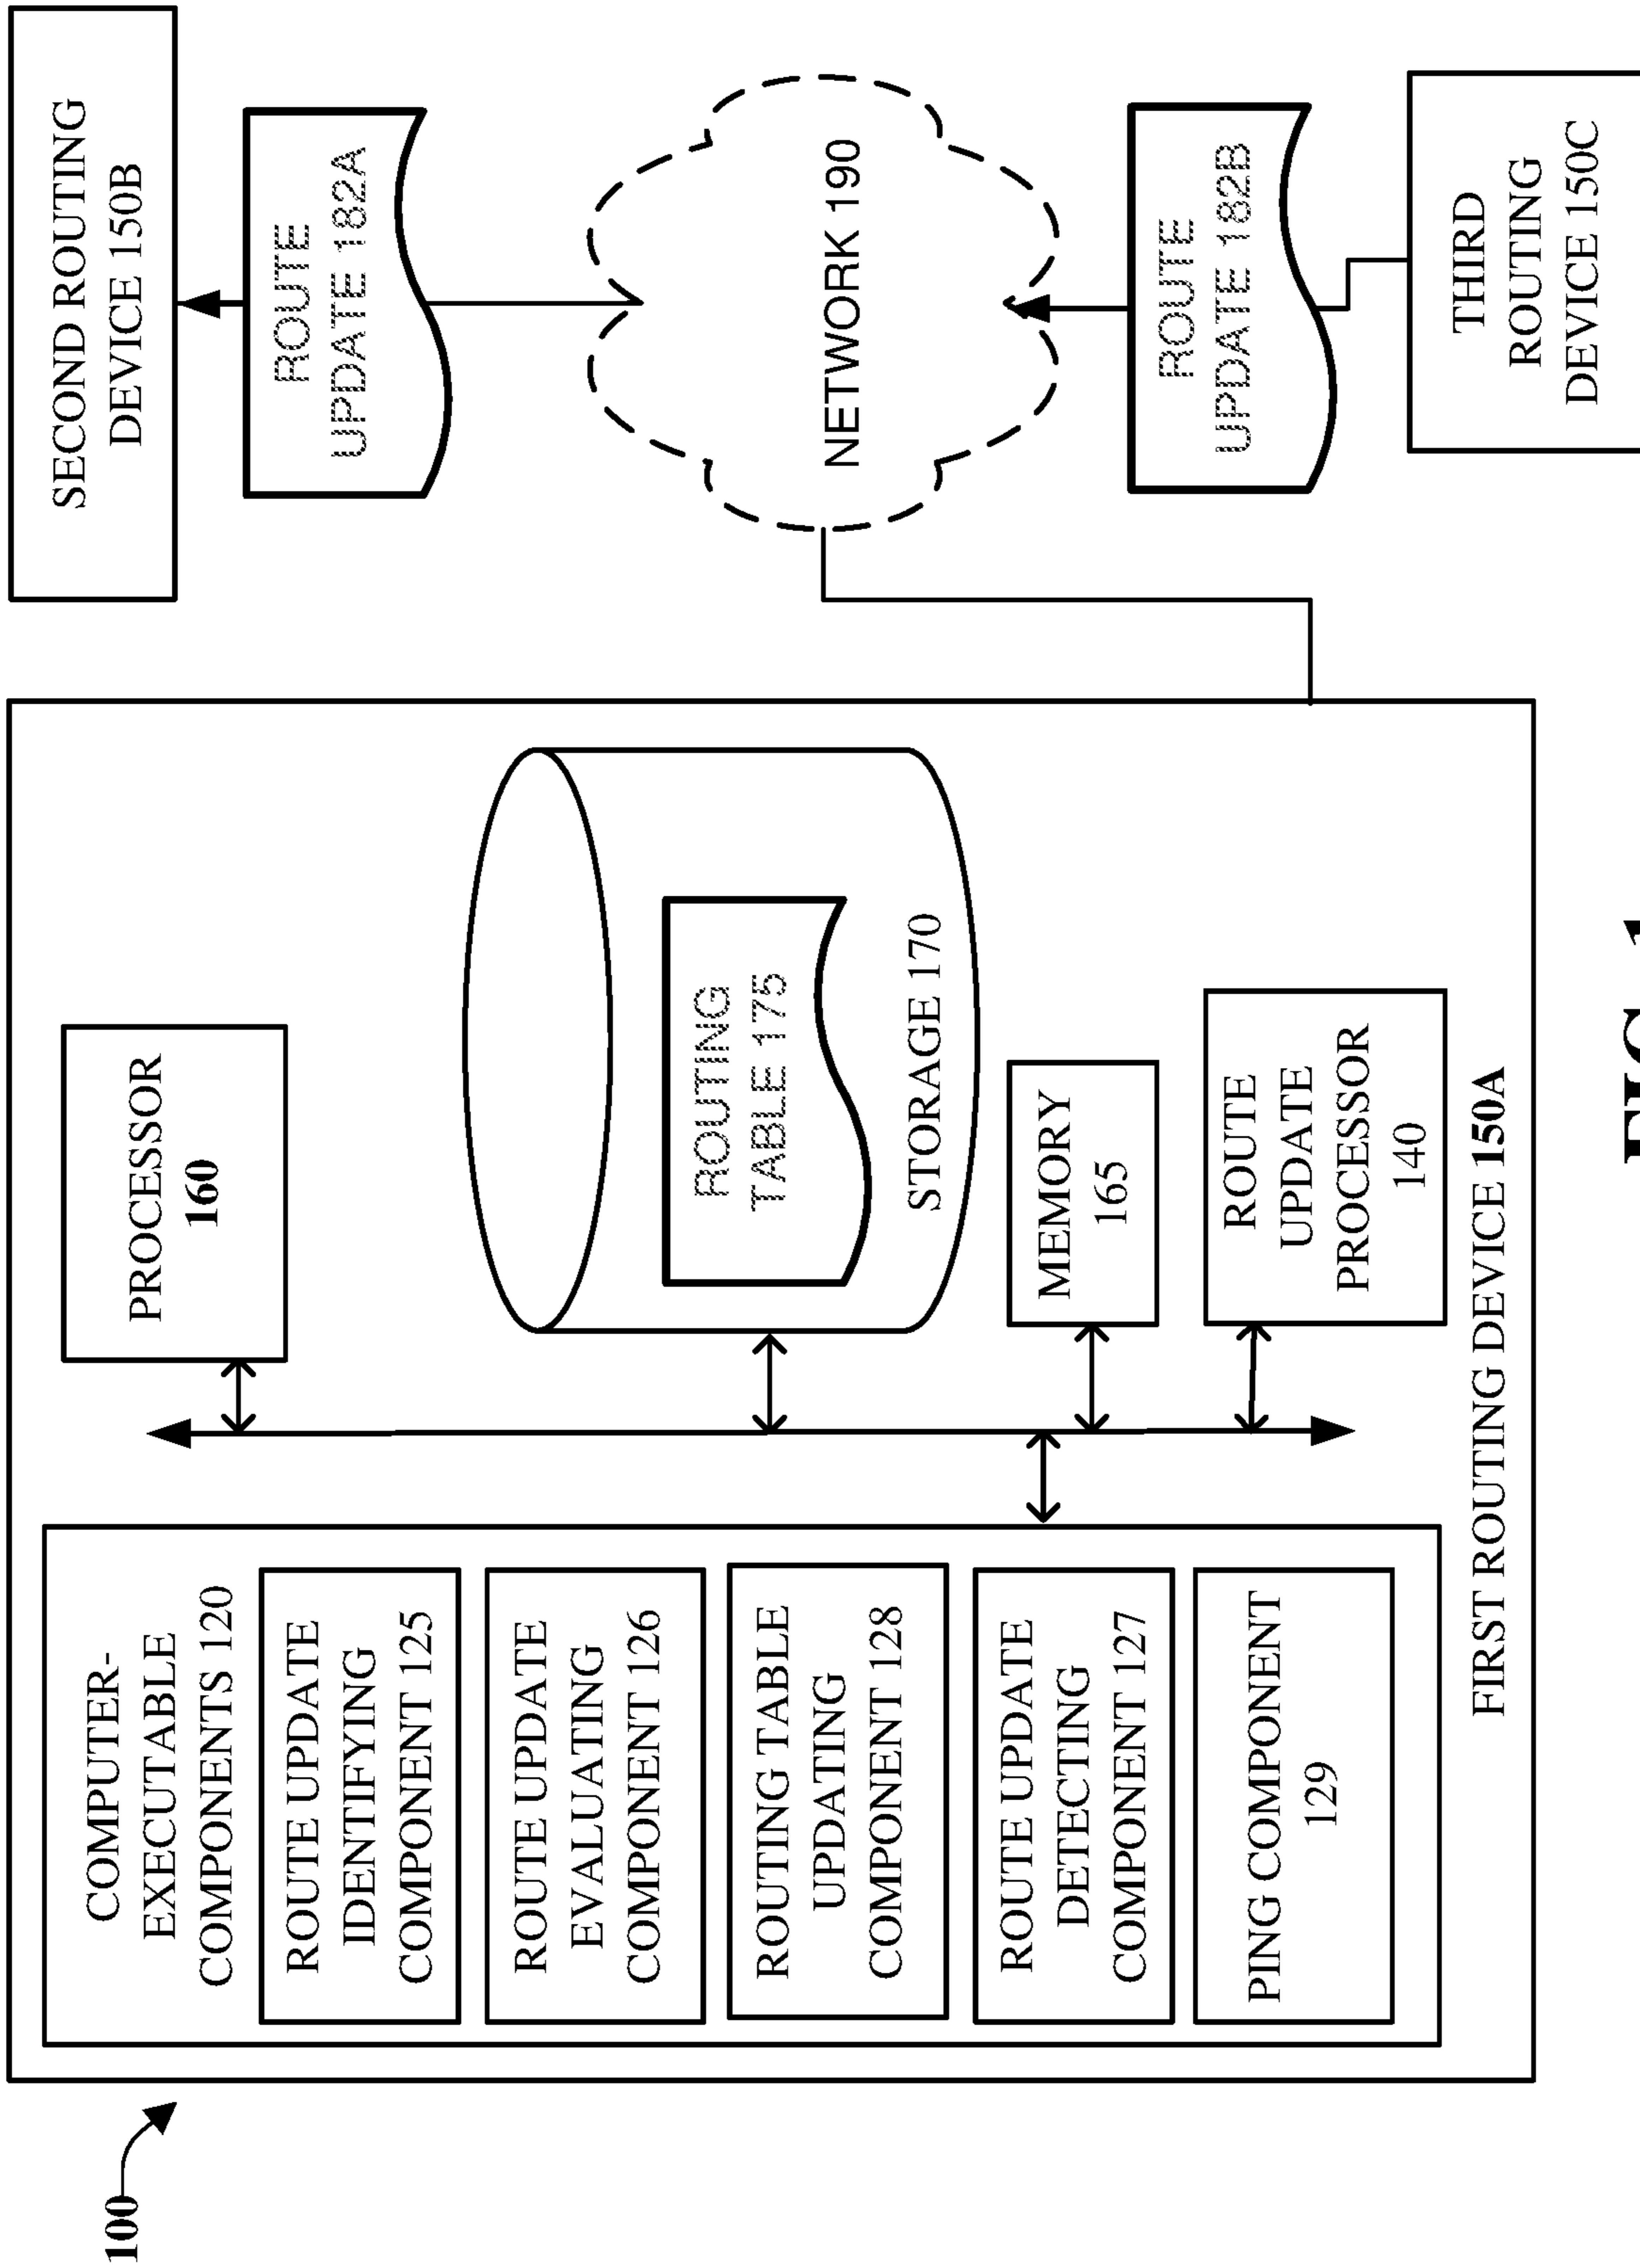 100
COMPUTER-
EXECUTABLE
COMPONENTS 120
ROUTE UPDATE
IDENTIFYING
COMPONENT 125
ROUTE UPDATE
EVALUATING
COMPONENT 126
ROUTING TABLE
UPDATING
COMPONENT 128
ROUTE UPDATE
DETECTING
COMPONENT 127
PING COMPONENT
129
PROCESSOR
160
ROUTING
TABLE 175
STORAGE 170
MEMORY
165
ROUTE
UPDATE
PROCESSOR
140
FIRST ROUTING DEVICE 150A
SECOND ROUTING
DEVICE 150B
ROUTE
UPDATE 182A
NETWORK 190
ROUTE
UPDATE 182B
THIRD
ROUTING
DEVICE 150C